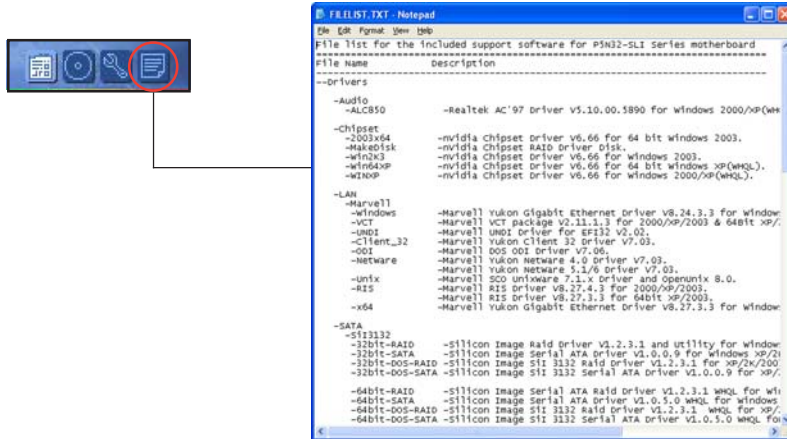 FILELIST.TXT - Notepad
File Edit Format View Help
File list for the included support software for P5N32-SLI Series motherboard
File Name Description
--Drivers
-Audio
-ALC850 -Realtek AC'97 Driver V5.10.00.5890 for Windows 2000/XP(WH
-Chipset
-2003x64 -nVidia Chipset Driver V6.66 for 64 bit Windows 2003.
-MakeDisk -nVidia Chipset RAID Driver Disk.
-Win2K3 -nVidia Chipset Driver V6.66 for Windows 2003.
-Win64XP -nVidia Chipset Driver V6.66 for 64 bit Windows XP(WHQL).
-WINXP -nVidia Chipset Driver V6.66 for Windows 2000/XP(WHQL).
-LAN
-Marvell
-Windows -Marvell Yukon Gigabit Ethernet Driver V8.24.3.3 for Window
-VCT -Marvell VCT package V2.11.1.3 for 2000/XP/2003 & 64Bit XP/
-UNDI -Marvell UNDI Driver for EFI32 v2.02.
-Client_32 -Marvell Yukon Client 32 Driver V7.03.
-ODI -Marvell DOS ODI Driver V7.06.
-Netware -Marvell Yukon Netware 4.0 Driver V7.03.
-Marvell Yukon Netware 5.1/6 Driver V7.03.
-Unix -Marvell SCO UnixWare 7.1.x Driver and OpenUnix 8.0.
-RIS -Marvell RIS Driver V8.27.4.3 for 2000/XP/2003.
-Marvell RIS Driver V8.27.3.3 for 64bit XP/2003.
-x64 -Marvell Yukon Gigabit Ethernet Driver V8.27.3.3 for Window
-SATA
-SiI3132
-32bit-RAID -Silicon Image Raid Driver V1.2.3.1 and Utility for Window
-32bit-SATA -Silicon Image Serial ATA Driver V1.0.0.9 for Windows XP/2
-32bit-DOS-RAID -Silicon Image SiI 3132 Raid Driver V1.2.3.1 for XP/2K/200
-32bit-DOS-SATA -Silicon Image SiI 3132 Serial ATA Driver V1.0.0.9 for XP/
-64bit-RAID -Silicon Image Serial ATA Raid Driver V1.2.3.1 WHQL for Wi
-64bit-SATA -Silicon Image Serial ATA Driver V1.0.5.0 WHQL for Windows
-64bit-DOS-RAID -Silicon Image SiI 3132 Raid Driver V1.2.3.1 WHQL for XP/
-64bit-DOS-SATA -Silicon Image SiI 3132 Serial ATA Driver V1.0.5.0 WHQL fo